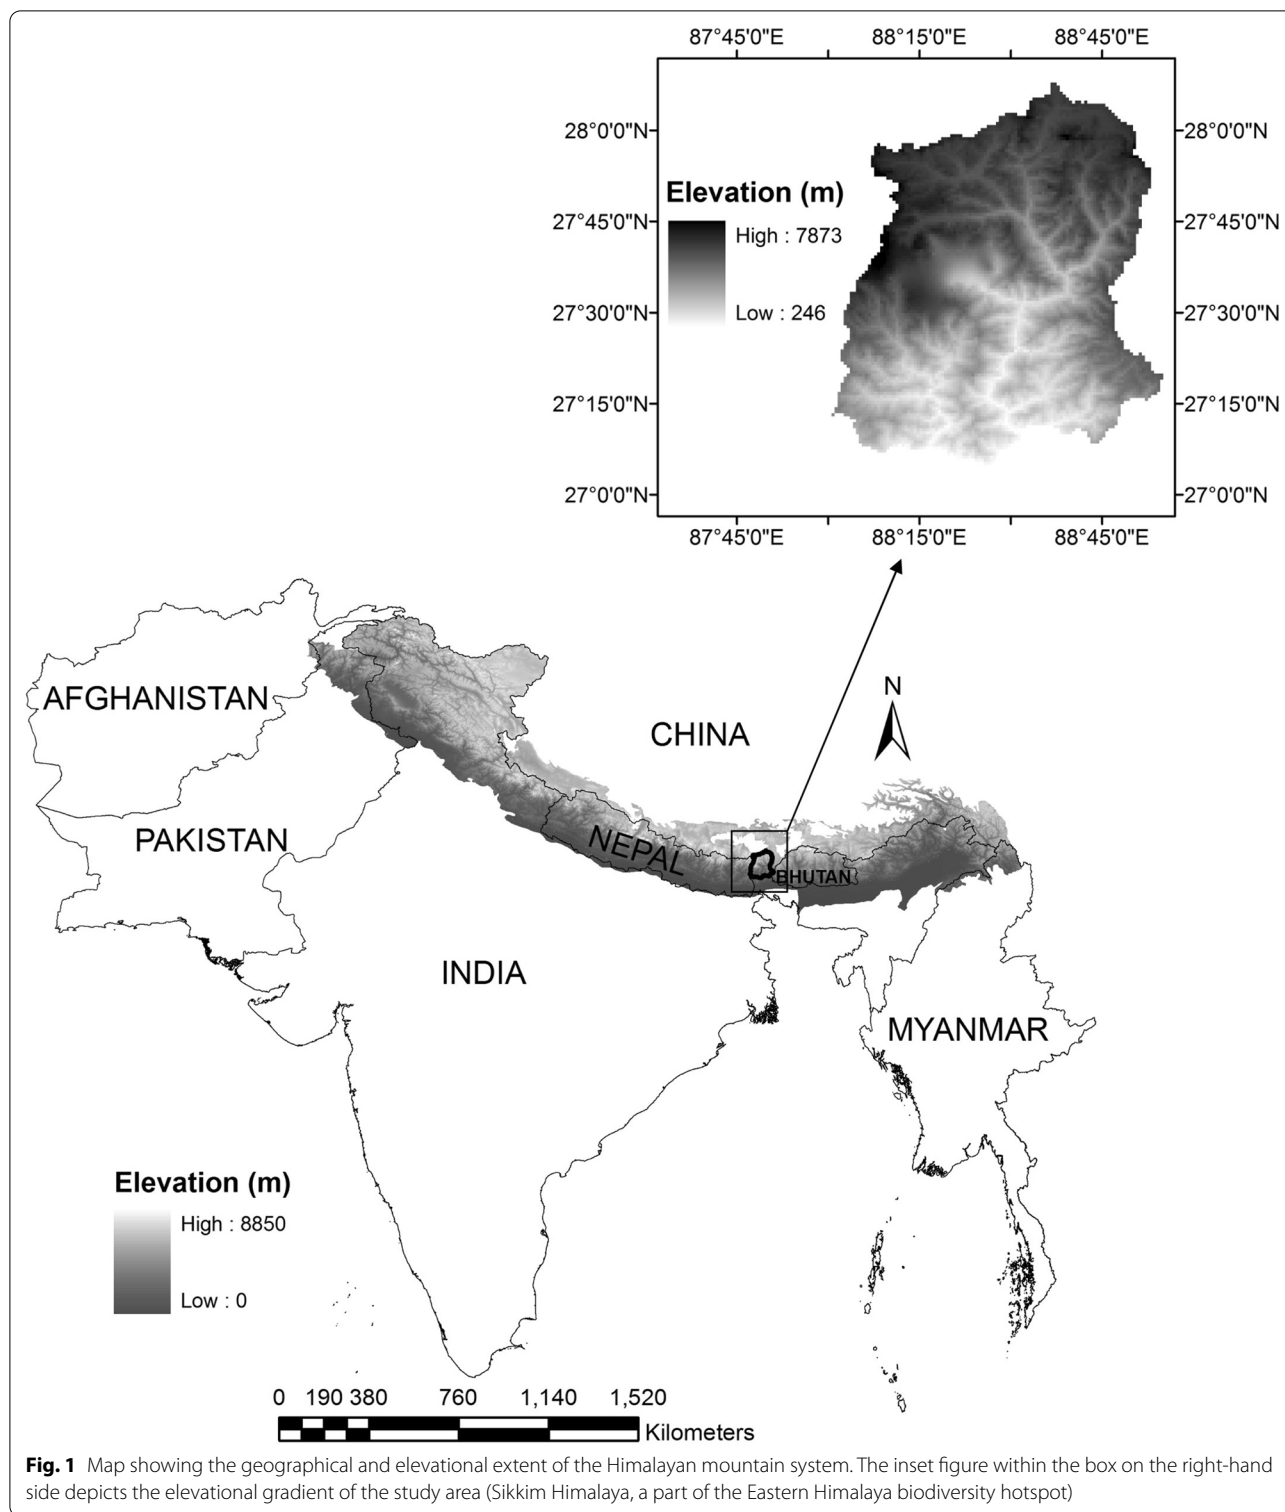 87°45'0"E 88°15'0"E 88°45'0"E
28°0'0"N 28°0'0"N
Elevation (m)
27°45'0"N 27°45'0"N
High : 7873
27°30'0"N Low : 246 27°30'0"N
27°15'0"N 27°15'0"N
27°0'0"N 27°0'0"N
87°45'0"E 88°15'0"E 88°45'0"E
N
AFGHANISTAN
CHINA
PAKISTAN
NEPAL
BHUTAN
INDIA
MYANMAR
Elevation (m)
High : 8850
Low : 0
0 190 380 760 1,140 1,520
Kilometers
Fig. 1 Map showing the geographical and elevational extent of the Himalayan mountain system. The inset figure within the box on the right-hand
side depicts the elevational gradient of the study area (Sikkim Himalaya, a part of the Eastern Himalaya biodiversity hotspot)